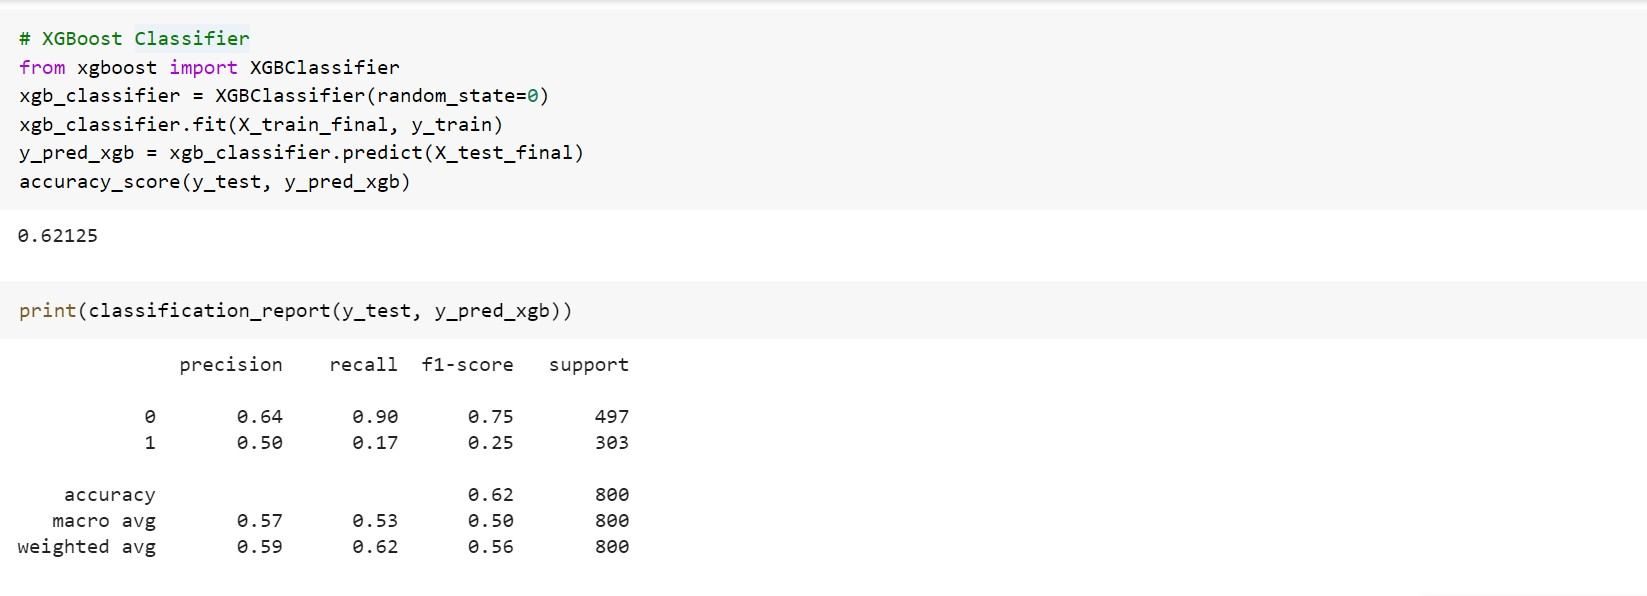 # XGBoost Classifier
from xgboost import XGBClassifier
xgb_classifier = XGBClassifier(random_state=0)
xgb_classifier.fit(X_train_final, y_train)
y_pred_xgb = xgb_classifier.predict(X_test_final)
accuracy_score(y_test, y_pred_xgb)
0.62125
print(classification_report(y_test, y_pred_xgb))
precision recall f1-score support
0 0.64 0.90 0.75 497
1 0.50 0.17 0.25 303
accuracy 0.62 800
macro avg 0.57 0.53 0.50 800
weighted avg 0.59 0.62 0.56 800